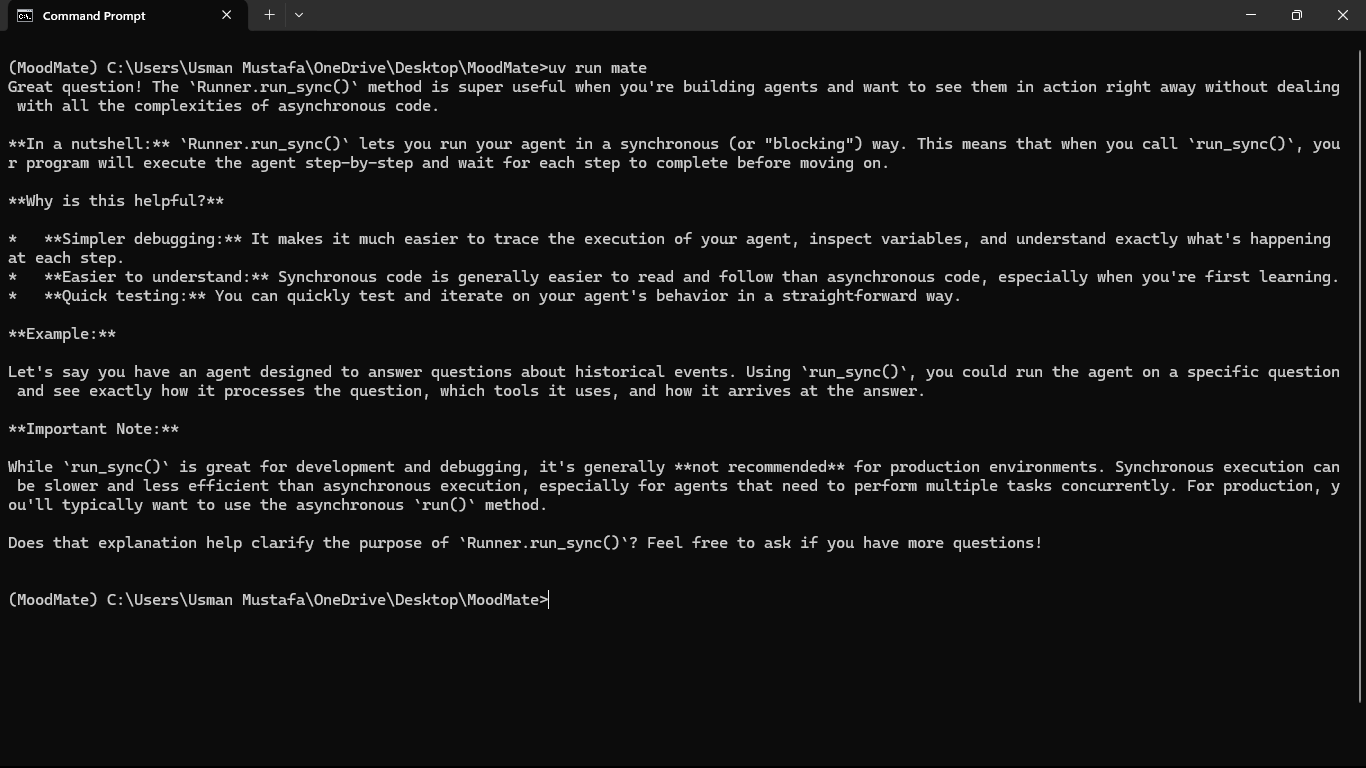 Command Prompt
(MoodMate) C:\Users\Usman Mustafa\OneDrive\Desktop\MoodMate>uv run mate
Great question! The `Runner.run_sync()` method is super useful when you're building agents and want to see them in action right away without dealing
 with all the complexities of asynchronous code.
**In a nutshell:** `Runner.run_sync()` lets you run your agent in a synchronous (or "blocking") way. This means that when you call `run_sync()`, you
r program will execute the agent step-by-step and wait for each step to complete before moving on.
**Why is this helpful?**
*   **Simpler debugging:** It makes it much easier to trace the execution of your agent, inspect variables, and understand exactly what's happening
at each step.
*   **Easier to understand:** Synchronous code is generally easier to read and follow than asynchronous code, especially when you're first learning.
*   **Quick testing:** You can quickly test and iterate on your agent's behavior in a straightforward way.
**Example:**
Let's say you have an agent designed to answer questions about historical events. Using `run_sync()`, you could run the agent on a specific question
 and see exactly how it processes the question, which tools it uses, and how it arrives at the answer.
**Important Note:**
While `run_sync()` is great for development and debugging, it's generally **not recommended** for production environments. Synchronous execution can
 be slower and less efficient than asynchronous execution, especially for agents that need to perform multiple tasks concurrently. For production, y
ou'll typically want to use the asynchronous `run()` method.
Does that explanation help clarify the purpose of `Runner.run_sync()`? Feel free to ask if you have more questions!
(MoodMate) C:\Users\Usman Mustafa\OneDrive\Desktop\MoodMate>